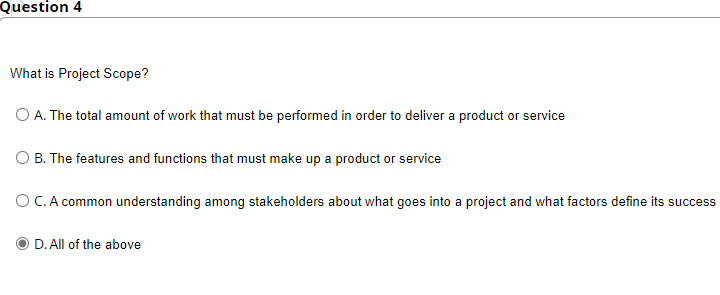 Question 4
What is Project Scope?
A. The total amount of work that must be performed in order to deliver a product or service
B. The features and functions that must make up a product or service
C. A common understanding among stakeholders about what goes into a project and what factors define its success
D. All of the above